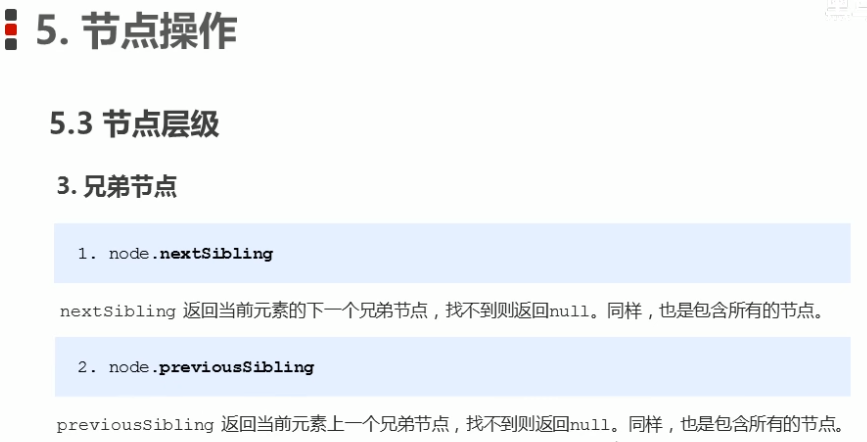 5. 节点操作
5.3 节点层级
3. 兄弟节点
1. node.nextSibling
nextSibling 返回当前元素的下一个兄弟节点，找不到则返回null。同样，也是包含所有的节点。
2. node.previousSibling
previousSibling 返回当前元素上一个兄弟节点，找不到则返回null。同样，也是包含所有的节点。